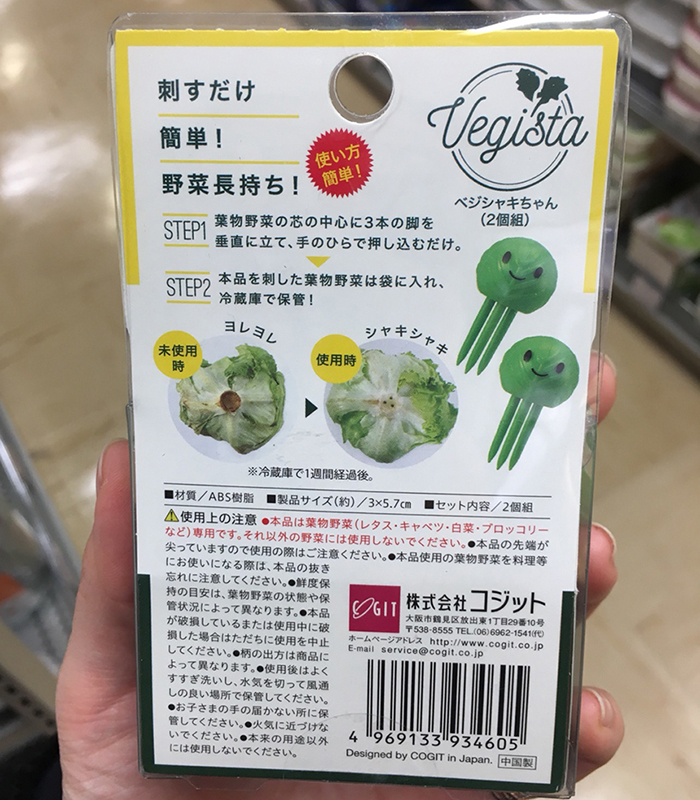 刺すだけ
簡単!
野菜長持ち!
使い方
簡単!
Vegista
ベジシャキちゃん
(2個組)
STEP1
葉物野菜の芯の中心に3本の脚を
垂直に立て、手のひらで押し込むだけ。
STEP2
本品を刺した葉物野菜は袋に入れ、
冷蔵庫で保管!
未使用
時
ヨレヨレ
使用時
シャキシャキ
※冷蔵庫で1週間経過後。
■材質/ABS樹脂 ■製品サイズ(約)/3×5.7cm ■セット内容/2個組
⚠使用上の注意 ●本品は葉物野菜(レタス・キャベツ・白菜・ブロッコリー
など)専用です。それ以外の野菜には使用しないでください。●本品の先端が
尖っていますので使用の際はご注意ください。●本品使用の葉物野菜を料理等
にお使いになる際は、本品の抜き
忘れに注意してください。●鮮度保
持の目安は、葉物野菜の状態や保
管状況によって異なります。●本品
が破損しているまたは使用中に破
損した場合はただちに使用を中止
してください。●柄の出方は商品に
よって異なります。●使用後はよく
すすぎ洗いし、水気を切って風通
しの良い場所で保管してください。
●お子さまの手の届かない所に保
管してください。●火気に近づけな
いでください。●本来の用途以外
には使用しないでください。
COGIT
株式会社コジット
大阪市鶴見区放出東1丁目29番10号
〒538-8555 TEL.(06)6962-1541(代)
ホームページアドレス http://www.cogit.co.jp
E-mail service@cogit.co.jp
4 969133 934605
Designed by COGIT in Japan. 中国製